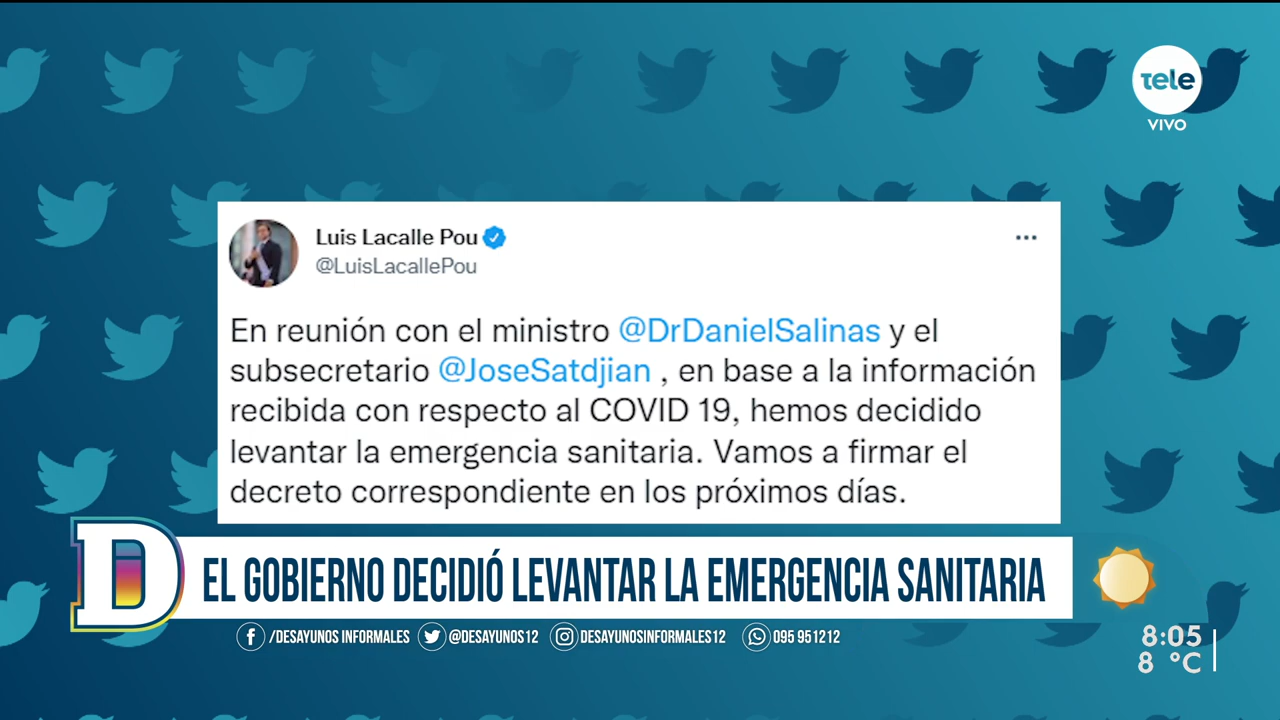 tele
VIVO
Luis Lacalle Pou
@LuisLacallePou
En reunión con el ministro @DrDanielSalinas y el
subsecretario @JoseSatdjian , en base a la información
recibida con respecto al COVID 19, hemos decidido
levantar la emergencia sanitaria. Vamos a firmar el
decreto correspondiente en los próximos días.
D
EL GOBIERNO DECIDIÓ LEVANTAR LA EMERGENCIA SANITARIA
/DESAYUNOS INFORMALES @DESAYUNOS12 DESAYUNOSINFORMALES12 095 951212
8:05
8 °C